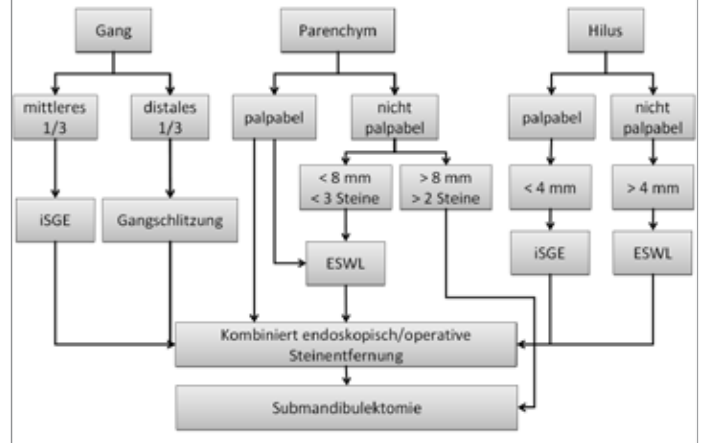 Gang
Parenchym
Hilus
mittleres
1/3
distales
1/3
palpabel
nicht
palpabel
palpabel
nicht
palpabel
< 8 mm
< 3 Steine
> 8 mm
> 2 Steine
< 4 mm
> 4 mm
iSGE
Gangschlitzung
ESWL
iSGE
ESWL
Kombiniert endoskopisch/operative
Steinentfernung
Submandibulektomie